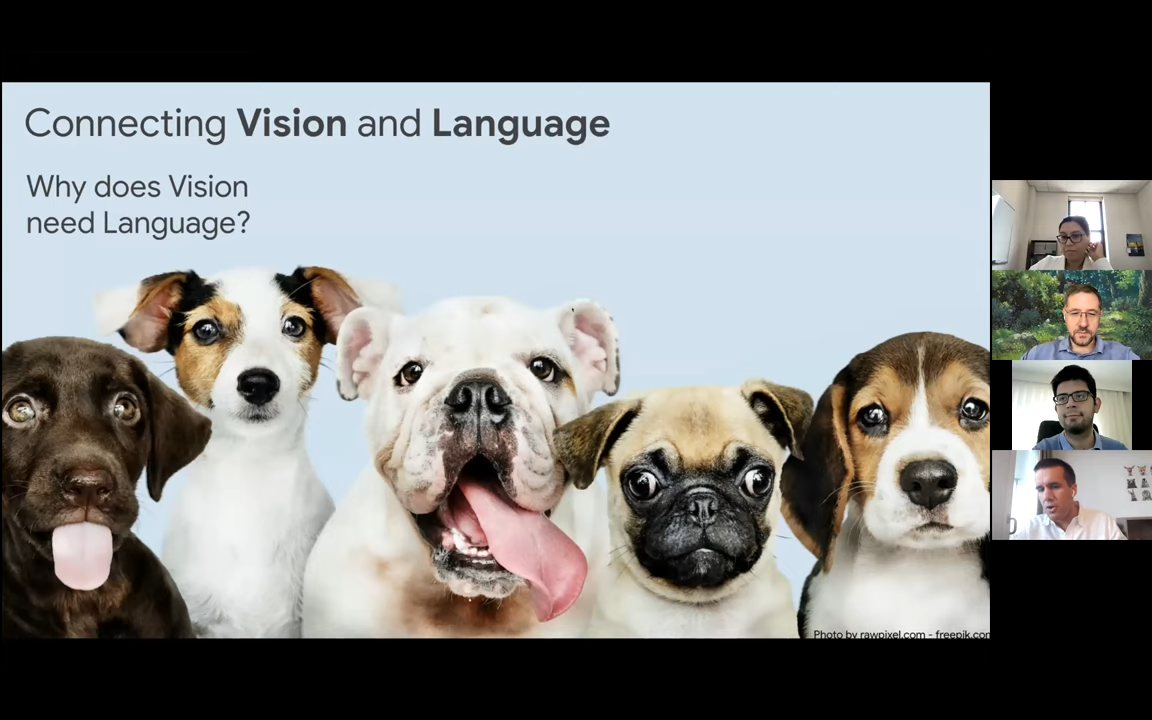 Connecting Vision and Language
Why does Vision
need Language?
Photo by rawpixel.com - freepik.com